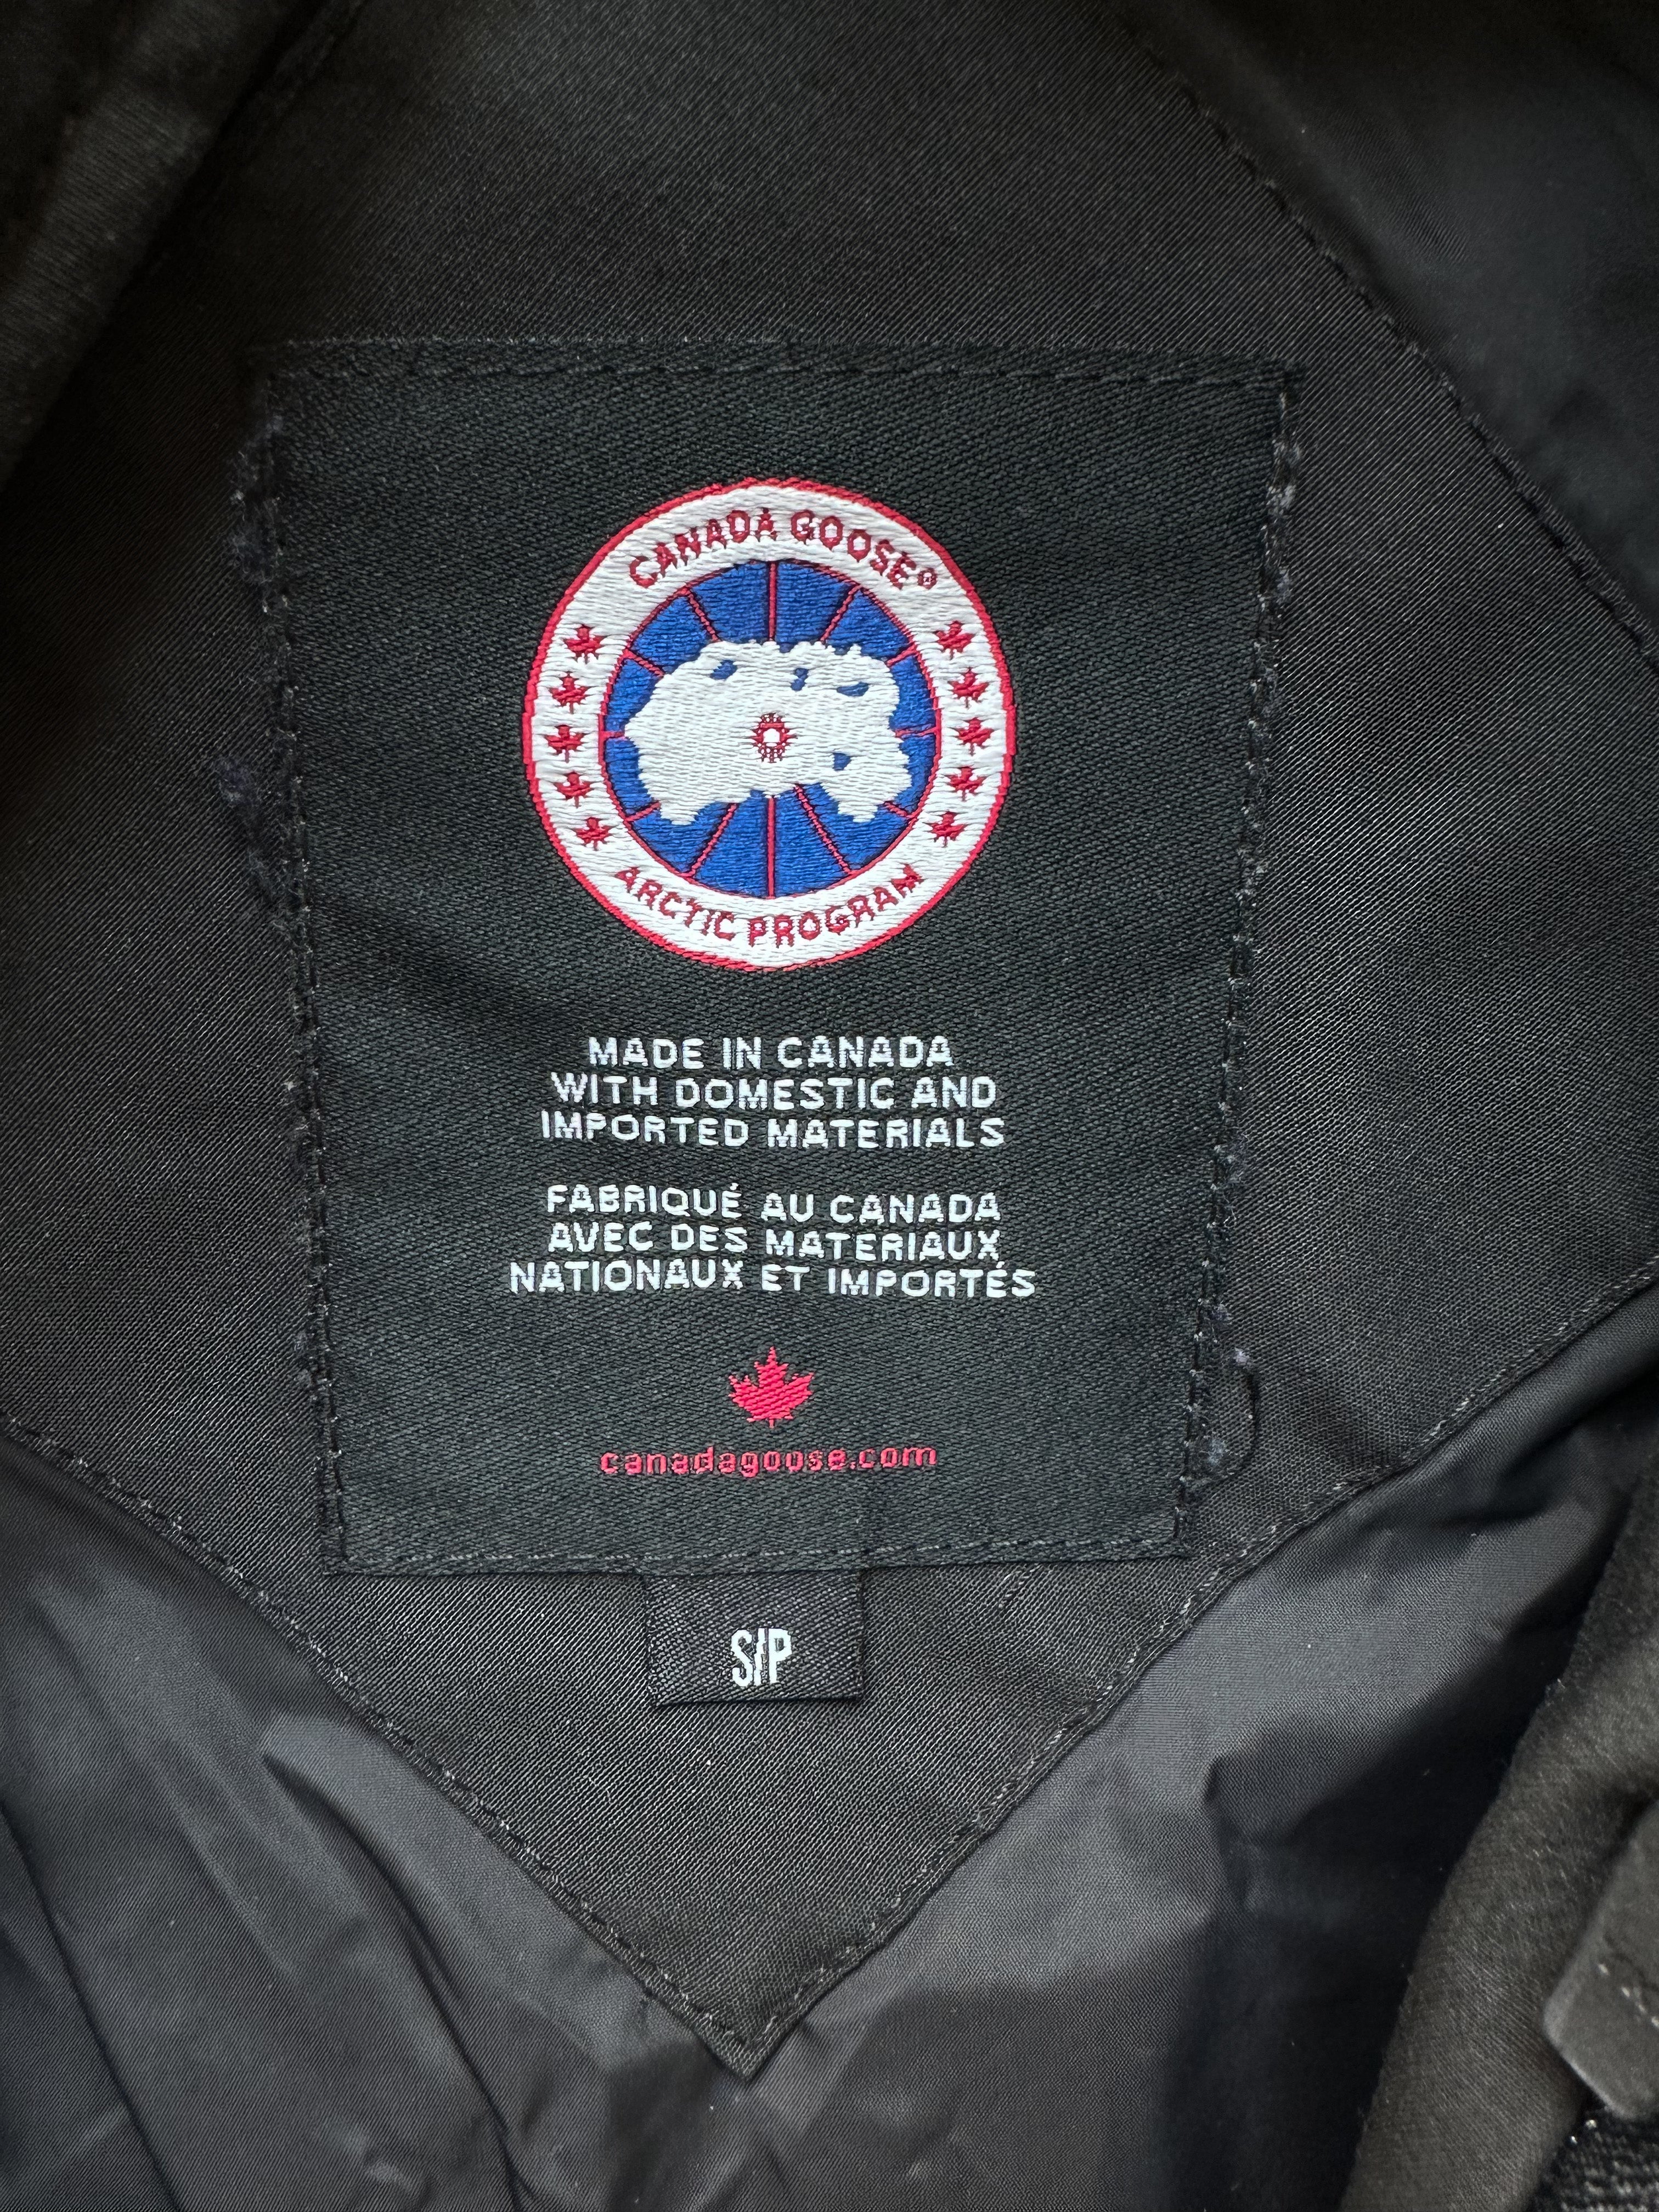 CANADA GOOSE®
ARCTIC PROGRAM
MADE IN CANADA
WITH DOMESTIC AND
IMPORTED MATERIALS
FABRIQUÉ AU CANADA
AVEC DES MATERIAUX
NATIONAUX ET IMPORTÉS
canadagoose.com
S/P